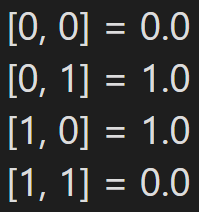 [0, 0] = 0.0
[0, 1] = 1.0
[1, 0] = 1.0
[1, 1] = 0.0